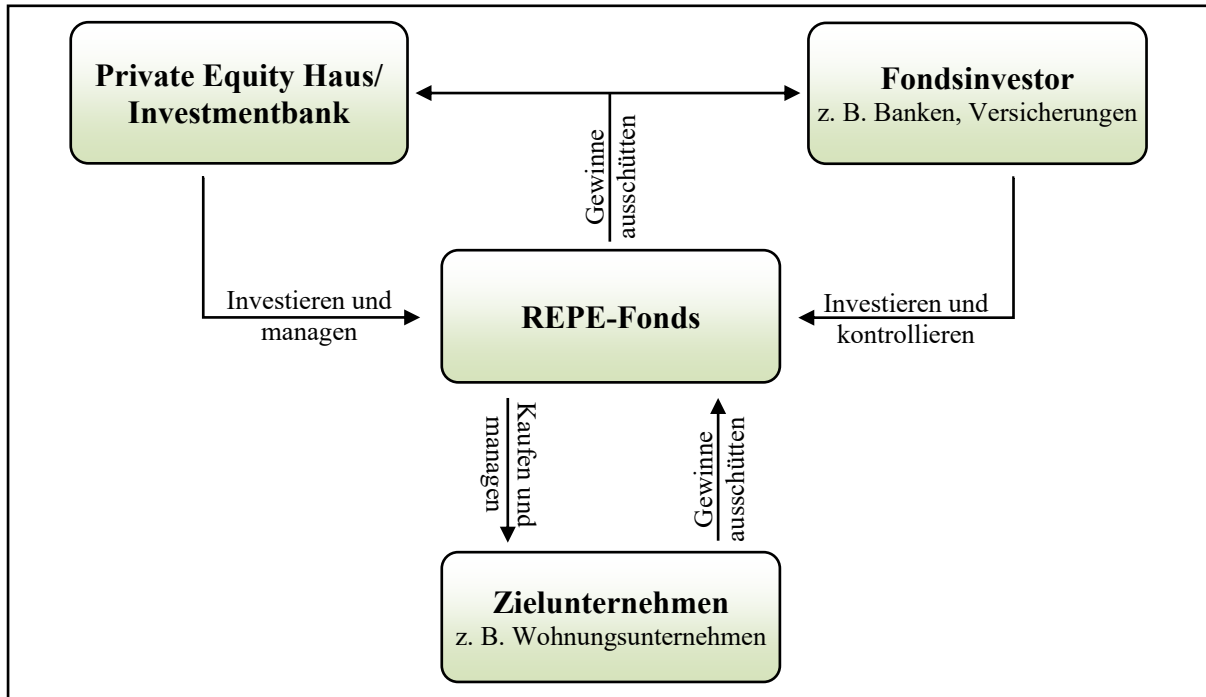 Private Equity Haus/
Investmentbank
Fondsinvestor
z. B. Banken, Versicherungen
Gewinne
ausschütten
Investieren und
managen
REPE-Fonds
Investieren und
kontrollieren
Kaufen und
managen
Gewinne
ausschütten
Zielunternehmen
z. B. Wohnungsunternehmen